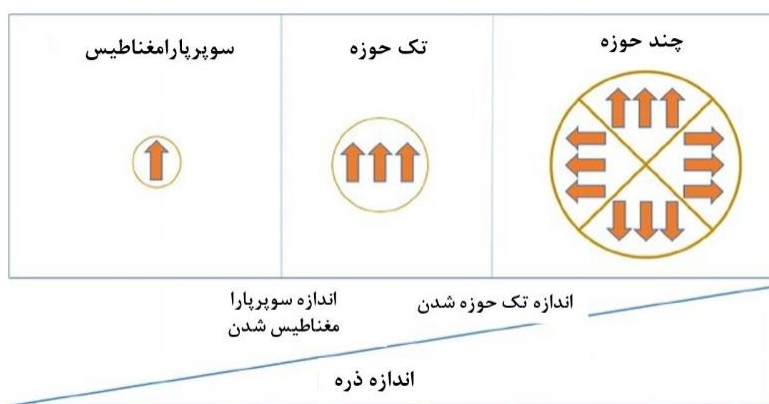 چند حوزه
تک حوزه
سوپرپارامغناطیس
اندازه تک حوزه شدن
اندازه سوپرپارا
مغناطیس شدن
اندازه ذره